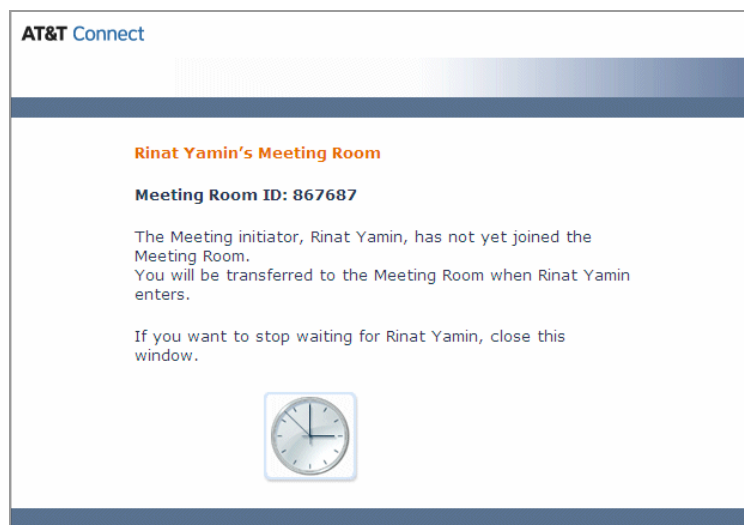 AT&T Connect
Rinat Yamin's Meeting Room
Meeting Room ID: 867687
The Meeting initiator, Rinat Yamin, has not yet joined the
Meeting Room.
You will be transferred to the Meeting Room when Rinat Yamin
enters.
If you want to stop waiting for Rinat Yamin, close this
window.